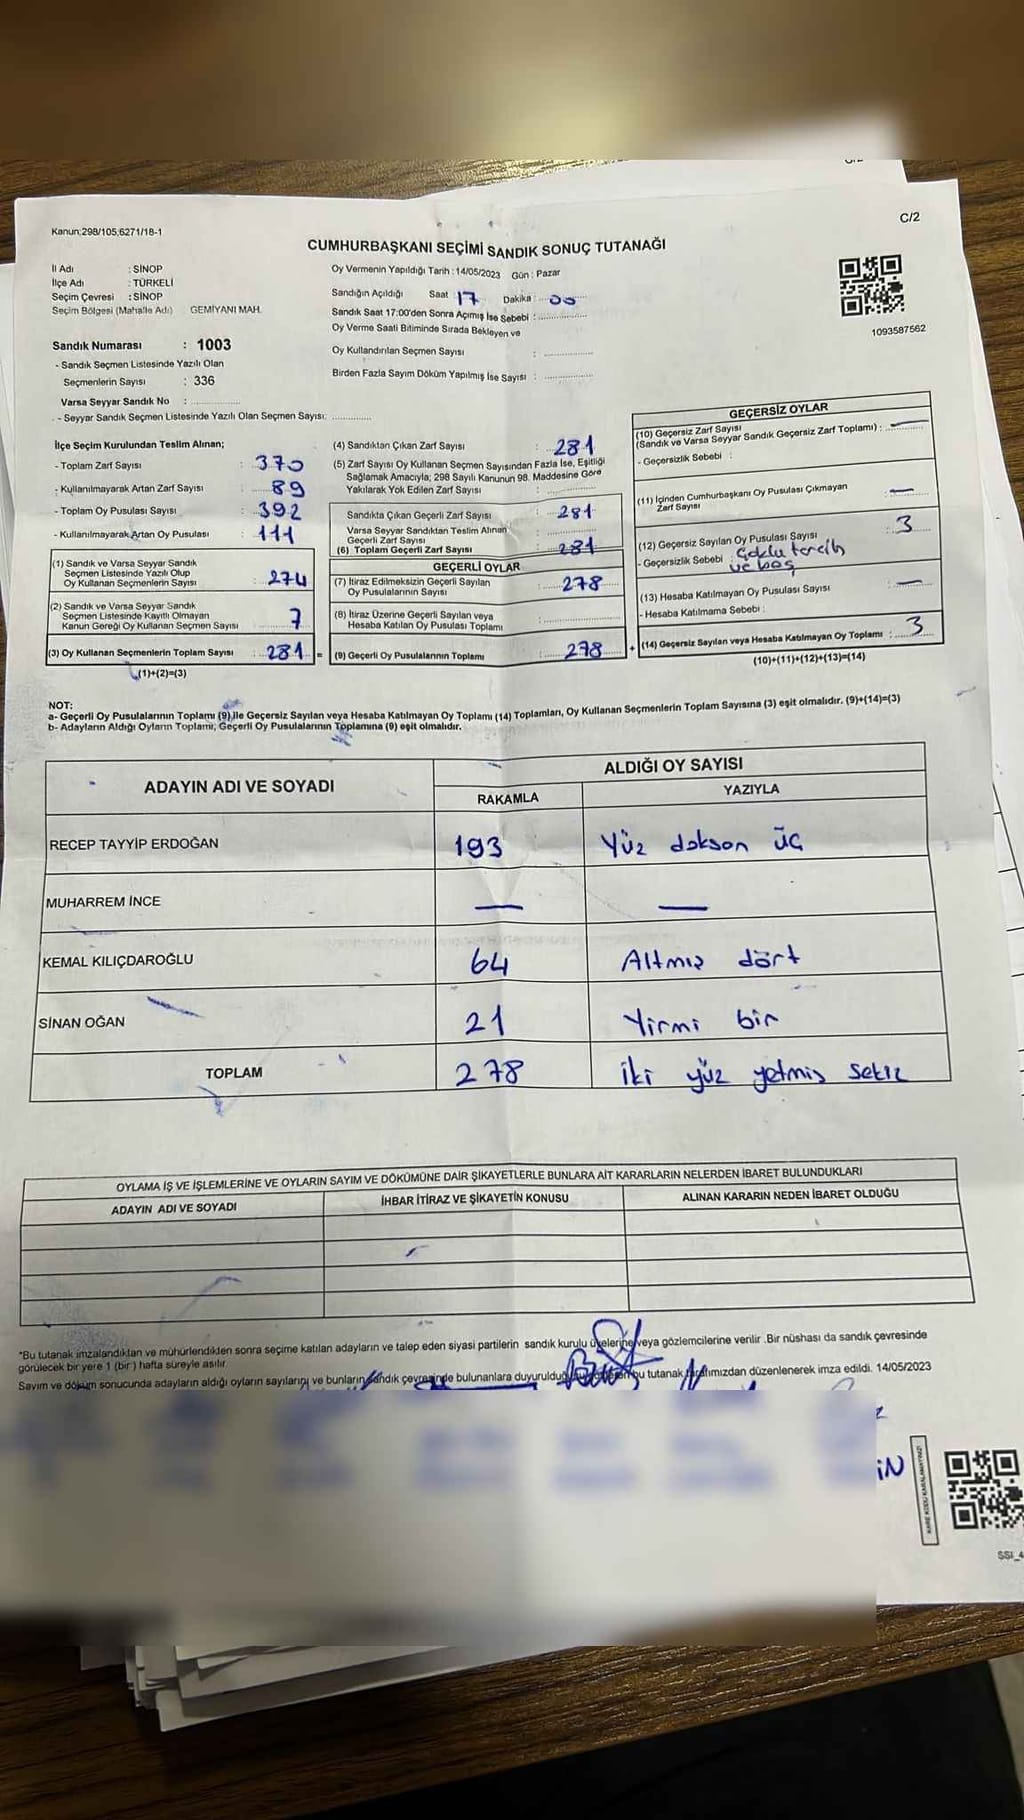 C/2
Kanun:298/105,6271/18-1
CUMHURBAŞKANI SEÇİMİ SANDIK SONUÇ TUTANAĞI
İl Adı : SİNOP
İlçe Adı : TÜRKELİ
Seçim Çevresi : SİNOP
Seçim Bölgesi (Mahalle Adı) GEMİYANI MAH.
Sandık Numarası : 1003
- Sandık Seçmen Listesinde Yazılı Olan
Seçmenlerin Sayısı : 336
Varsa Seyyar Sandık No :
- Seyyar Sandık Seçmen Listesinde Yazılı Olan Seçmen Sayısı:
Oy Vermenin Yapıldığı Tarih :14/05/2023 Gün : Pazar
Sandığın Açıldığı Saat 17 Dakika : 00
Sandık Saat 17:00'den Sonra Açımış İse Sebebi :
Oy Verme Saati Bitiminde Sırada Bekleyen ve
Oy Kullandırılan Seçmen Sayısı :
Birden Fazla Sayım Döküm Yapılmış İse Sayısı :
1093587562
İlçe Seçim Kurulundan Teslim Alınan;
- Toplam Zarf Sayısı : 370
- Kullanılmayarak Artan Zarf Sayısı : 89
- Toplam Oy Pusulası Sayısı : 392
- Kullanılmayarak Artan Oy Pusulası : 111
(1) Sandık ve Varsa Seyyar Sandık
Seçmen Listesinde Yazılı Olup
Oy Kullanan Seçmenlerin Sayısı : 274
(2) Sandık ve Varsa Seyyar Sandık
Seçmen Listesinde Kayıtlı Olmayan
Kanun Gereği Oy Kullanan Seçmen Sayısı : 7
(3) Oy Kullanan Seçmenlerin Toplam Sayısı : 281 =
(1)+(2)=(3)
(4) Sandıktan Çıkan Zarf Sayısı : 281
(5) Zarf Sayısı Oy Kullanan Seçmen Sayısından Fazla İse, Eşitliği
Sağlamak Amacıyla; 298 Sayılı Kanunun 98. Maddesine Göre
Yakılarak Yok Edilen Zarf Sayısı :
Sandıkta Çıkan Geçerli Zarf Sayısı : 281
Varsa Seyyar Sandıktan Teslim Alınan
Geçerli Zarf Sayısı :
(6) Toplam Geçerli Zarf Sayısı : 281
GEÇERLİ OYLAR
(7) İtiraz Edilmeksizin Geçerli Sayılan
Oy Pusulalarının Sayısı : 278
(8) İtiraz Üzerine Geçerli Sayılan veya
Hesaba Katılan Oy Pusulası Toplamı :
(9) Geçerli Oy Pusulalarının Toplamı : 278 +
GEÇERSİZ OYLAR
(10) Geçersiz Zarf Sayısı
(Sandık ve Varsa Seyyar Sandık Geçersiz Zarf Toplamı) : —
- Geçersizlik Sebebi :
(11) İçinden Cumhurbaşkanı Oy Pusulası Çıkmayan
Zarf Sayısı : —
(12) Geçersiz Sayılan Oy Pusulası Sayısı : 3
- Geçersizlik Sebebi : Çoklu tercih
ve boş
(13) Hesaba Katılmayan Oy Pusulası Sayısı : —
- Hesaba Katılmama Sebebi :
(14) Geçersiz Sayılan veya Hesaba Katılmayan Oy Toplamı : 3
(10)+(11)+(12)+(13)=(14)
NOT:
a- Geçerli Oy Pusulalarının Toplamı (9) ile Geçersiz Sayılan veya Hesaba Katılmayan Oy Toplamı (14) Toplamları, Oy Kullanan Seçmenlerin Toplam Sayısına (3) eşit olmalıdır. (9)+(14)=(3)
b- Adayların Aldığı Oyların Toplamı; Geçerli Oy Pusulalarının Toplamına (9) eşit olmalıdır.
ADAYIN ADI VE SOYADI ALDIĞI OY SAYISI
RAKAMLA YAZIYLA
RECEP TAYYİP ERDOĞAN 193 Yüz doksan üç
MUHARREM İNCE — —
KEMAL KILIÇDAROĞLU 64 Altmış dört
SİNAN OĞAN 21 Yirmi bir
TOPLAM 278 iki yüz yetmiş sekiz
OYLAMA İŞ VE İŞLEMLERİNE VE OYLARIN SAYIM VE DÖKÜMÜNE DAİR ŞİKAYETLERLE BUNLARA AİT KARARLARIN NELERDEN İBARET BULUNDUKLARI
ADAYIN ADI VE SOYADI İHBAR İTİRAZ VE ŞİKAYETİN KONUSU ALINAN KARARIN NEDEN İBARET OLDUĞU
*Bu tutanak imzalandıktan ve mühürlendikten sonra seçime katılan adayların ve talep eden siyasi partilerin sandık kurulu üyelerine veya gözlemcilerine verilir .Bir nüshası da sandık çevresinde
görülecek bir yere 1 (bir ) hafta süreyle asılır
Sayım ve döküm sonucunda adayların aldığı oyların sayılarını ve bunların sandık çevresinde bulunanlara duyurulduğu bu tutanak tarafımızdan düzenlenerek imza edildi. 14/05/2023
İN
KARE KODU KARALAMAYINIZ!
SSI_4